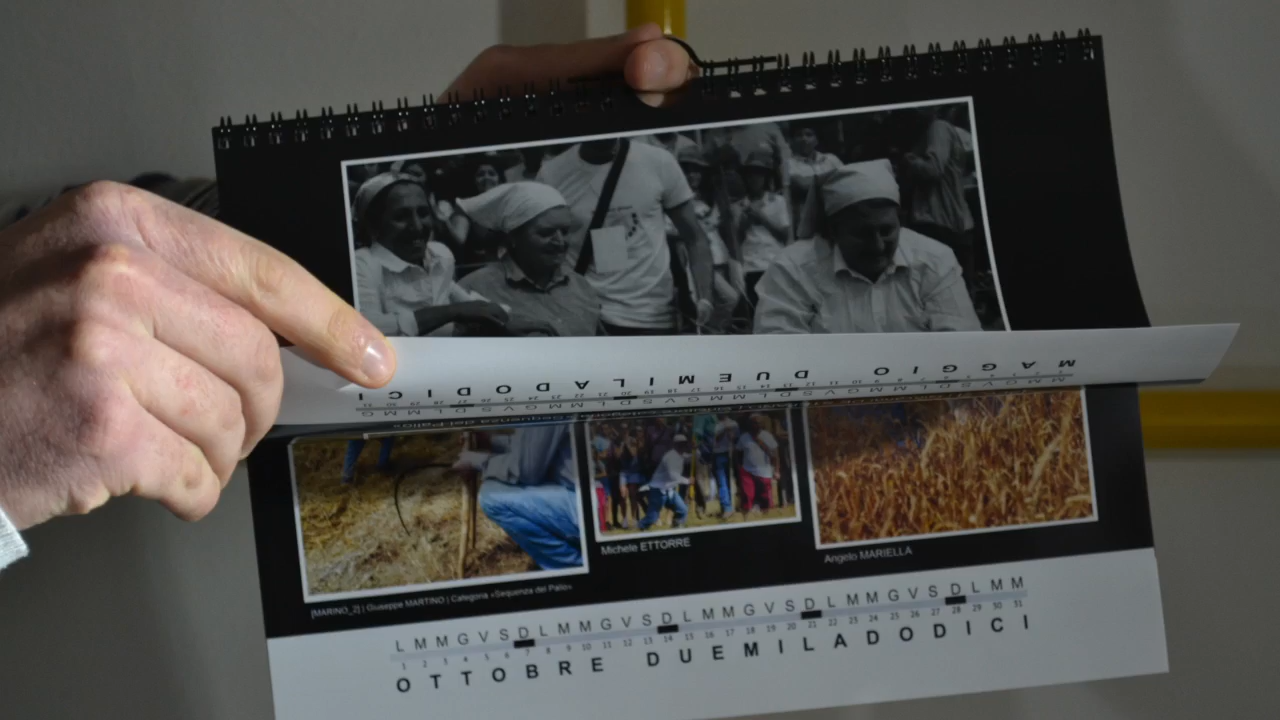 MAGGIO DUEMILADODICI
Michele ETTORRE
Angelo MARIELLA
[MARINO_2] | Giuseppe MARTINO | Categoria «Sequenza del Palio»
L M M G V S D L M M G V S D L M M G V S D L M M G V S D L M M
1 2 3 4 5 6 7 8 9 10 11 12 13 14 15 16 17 18 19 20 21 22 23 24 25 26 27 28 29 30 31
OTTOBRE DUEMILADODICI